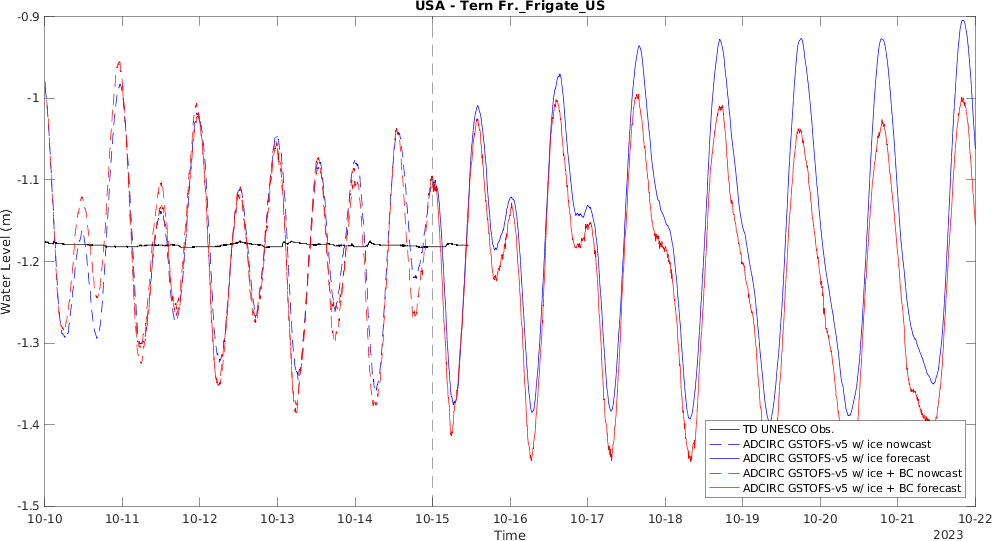 USA - Tern Fr._Frigate_US
-0.9
-1
-1.1
-1.2
-1.3
-1.4
-1.5
Water Level (m)
TD UNESCO Obs.
ADCIRC GSTOFS-v5 w/ ice nowcast
ADCIRC GSTOFS-v5 w/ ice forecast
ADCIRC GSTOFS-v5 w/ ice + BC nowcast
ADCIRC GSTOFS-v5 w/ ice + BC forecast
10-10 10-11 10-12 10-13 10-14 10-15 10-16 10-17 10-18 10-19 10-20 10-21 10-22
Time
2023